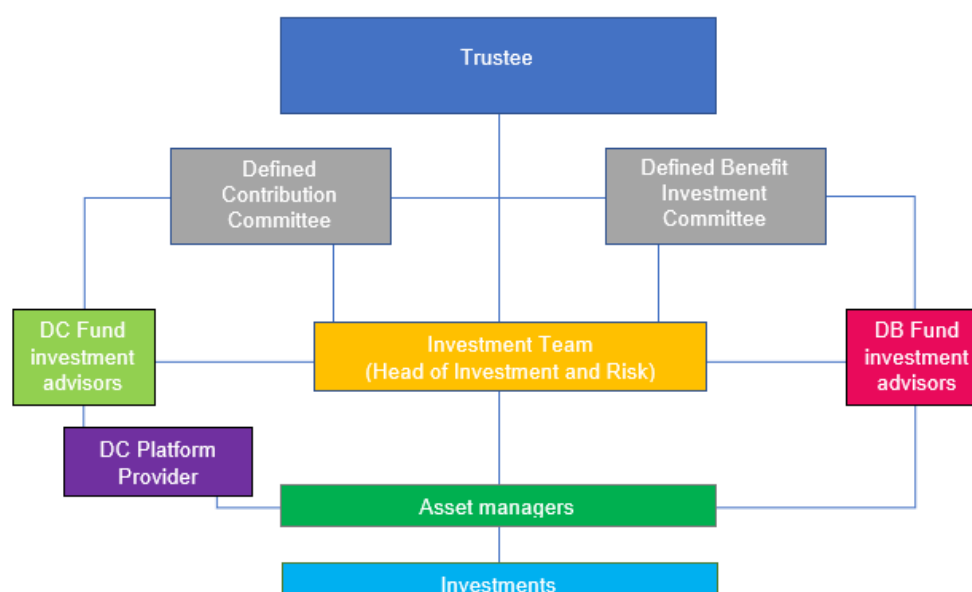 Trustee
Defined
Contribution
Committee
Defined Benefit
Investment
Committee
DC Fund
investment
advisors
Investment Team
(Head of Investment and Risk)
DB Fund
investment
advisors
DC Platform
Provider
Asset managers
Investments